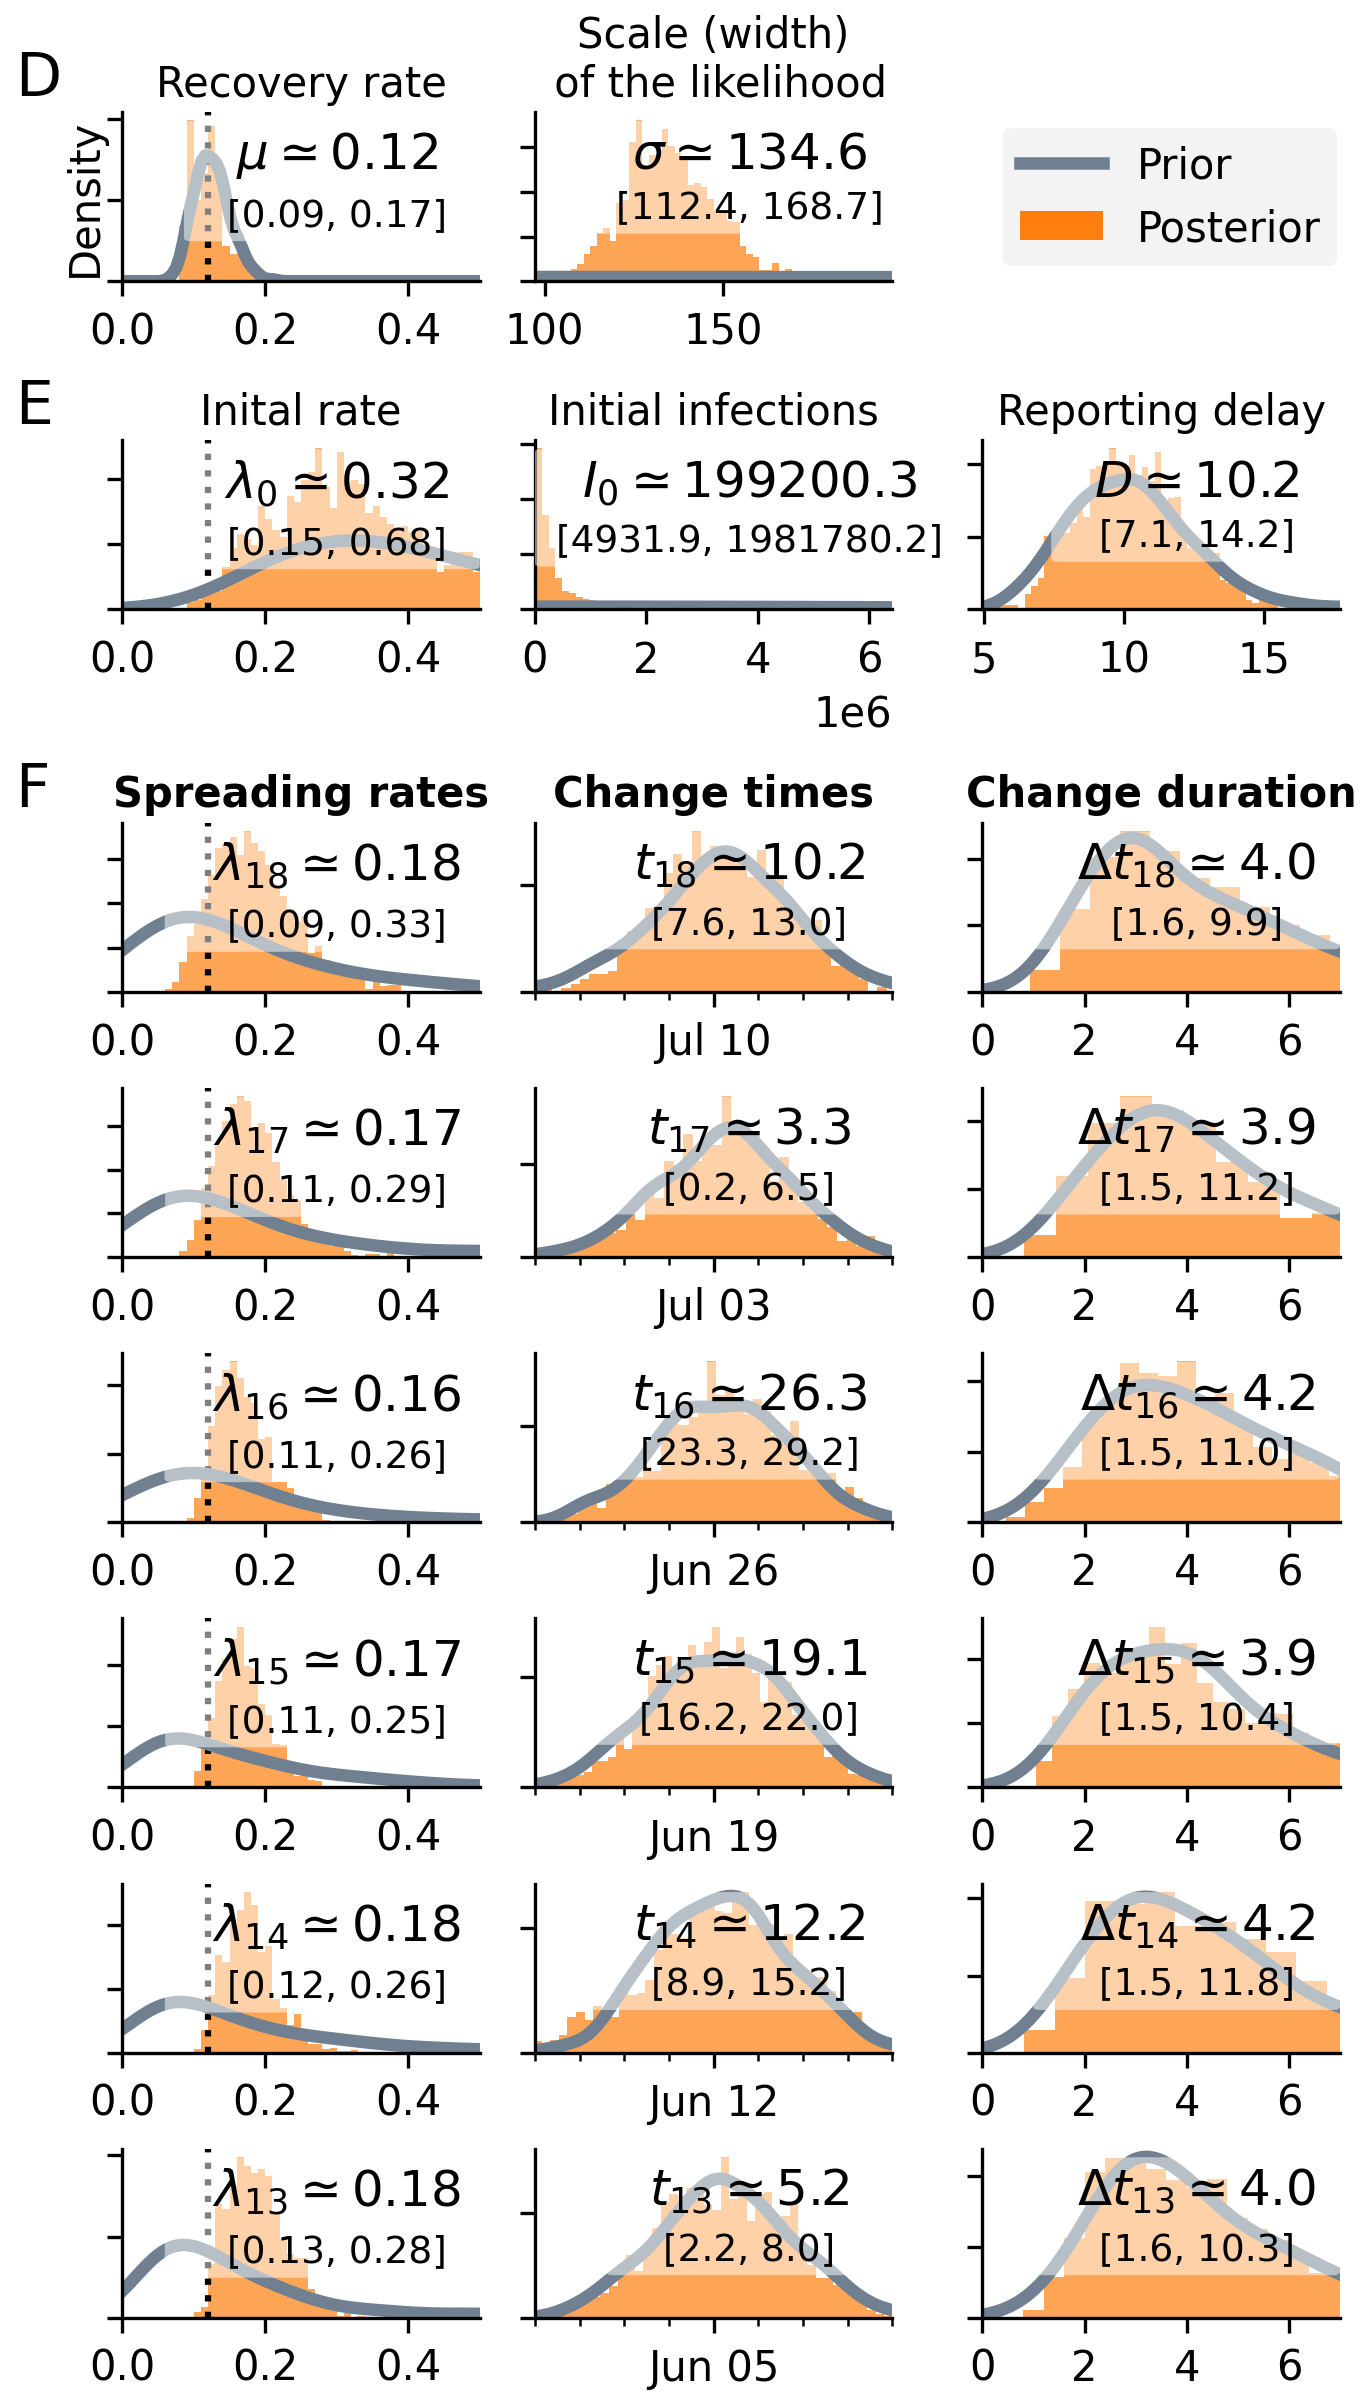 D
Recovery rate
Scale (width)
of the likelihood
Density
μ ≃ 0.12
[0.09, 0.17]
0.0 0.2 0.4
σ ≃ 134.6
[112.4, 168.7]
100 150
Prior
Posterior
E
Inital rate
λ₀ ≃ 0.32
[0.15, 0.68]
0.0 0.2 0.4
Initial infections
I₀ ≃ 199200.3
[4931.9, 1981780.2]
0 2 4 6
1e6
Reporting delay
D ≃ 10.2
[7.1, 14.2]
5 10 15
F
Spreading rates
Change times
Change duration
λ₁₈ ≃ 0.18
[0.09, 0.33]
0.0 0.2 0.4
t₁₈ ≃ 10.2
[7.6, 13.0]
Jul 10
Δt₁₈ ≃ 4.0
[1.6, 9.9]
0 2 4 6
λ₁₇ ≃ 0.17
[0.11, 0.29]
0.0 0.2 0.4
t₁₇ ≃ 3.3
[0.2, 6.5]
Jul 03
Δt₁₇ ≃ 3.9
[1.5, 11.2]
0 2 4 6
λ₁₆ ≃ 0.16
[0.11, 0.26]
0.0 0.2 0.4
t₁₆ ≃ 26.3
[23.3, 29.2]
Jun 26
Δt₁₆ ≃ 4.2
[1.5, 11.0]
0 2 4 6
λ₁₅ ≃ 0.17
[0.11, 0.25]
0.0 0.2 0.4
t₁₅ ≃ 19.1
[16.2, 22.0]
Jun 19
Δt₁₅ ≃ 3.9
[1.5, 10.4]
0 2 4 6
λ₁₄ ≃ 0.18
[0.12, 0.26]
0.0 0.2 0.4
t₁₄ ≃ 12.2
[8.9, 15.2]
Jun 12
Δt₁₄ ≃ 4.2
[1.5, 11.8]
0 2 4 6
λ₁₃ ≃ 0.18
[0.13, 0.28]
0.0 0.2 0.4
t₁₃ ≃ 5.2
[2.2, 8.0]
Jun 05
Δt₁₃ ≃ 4.0
[1.6, 10.3]
0 2 4 6